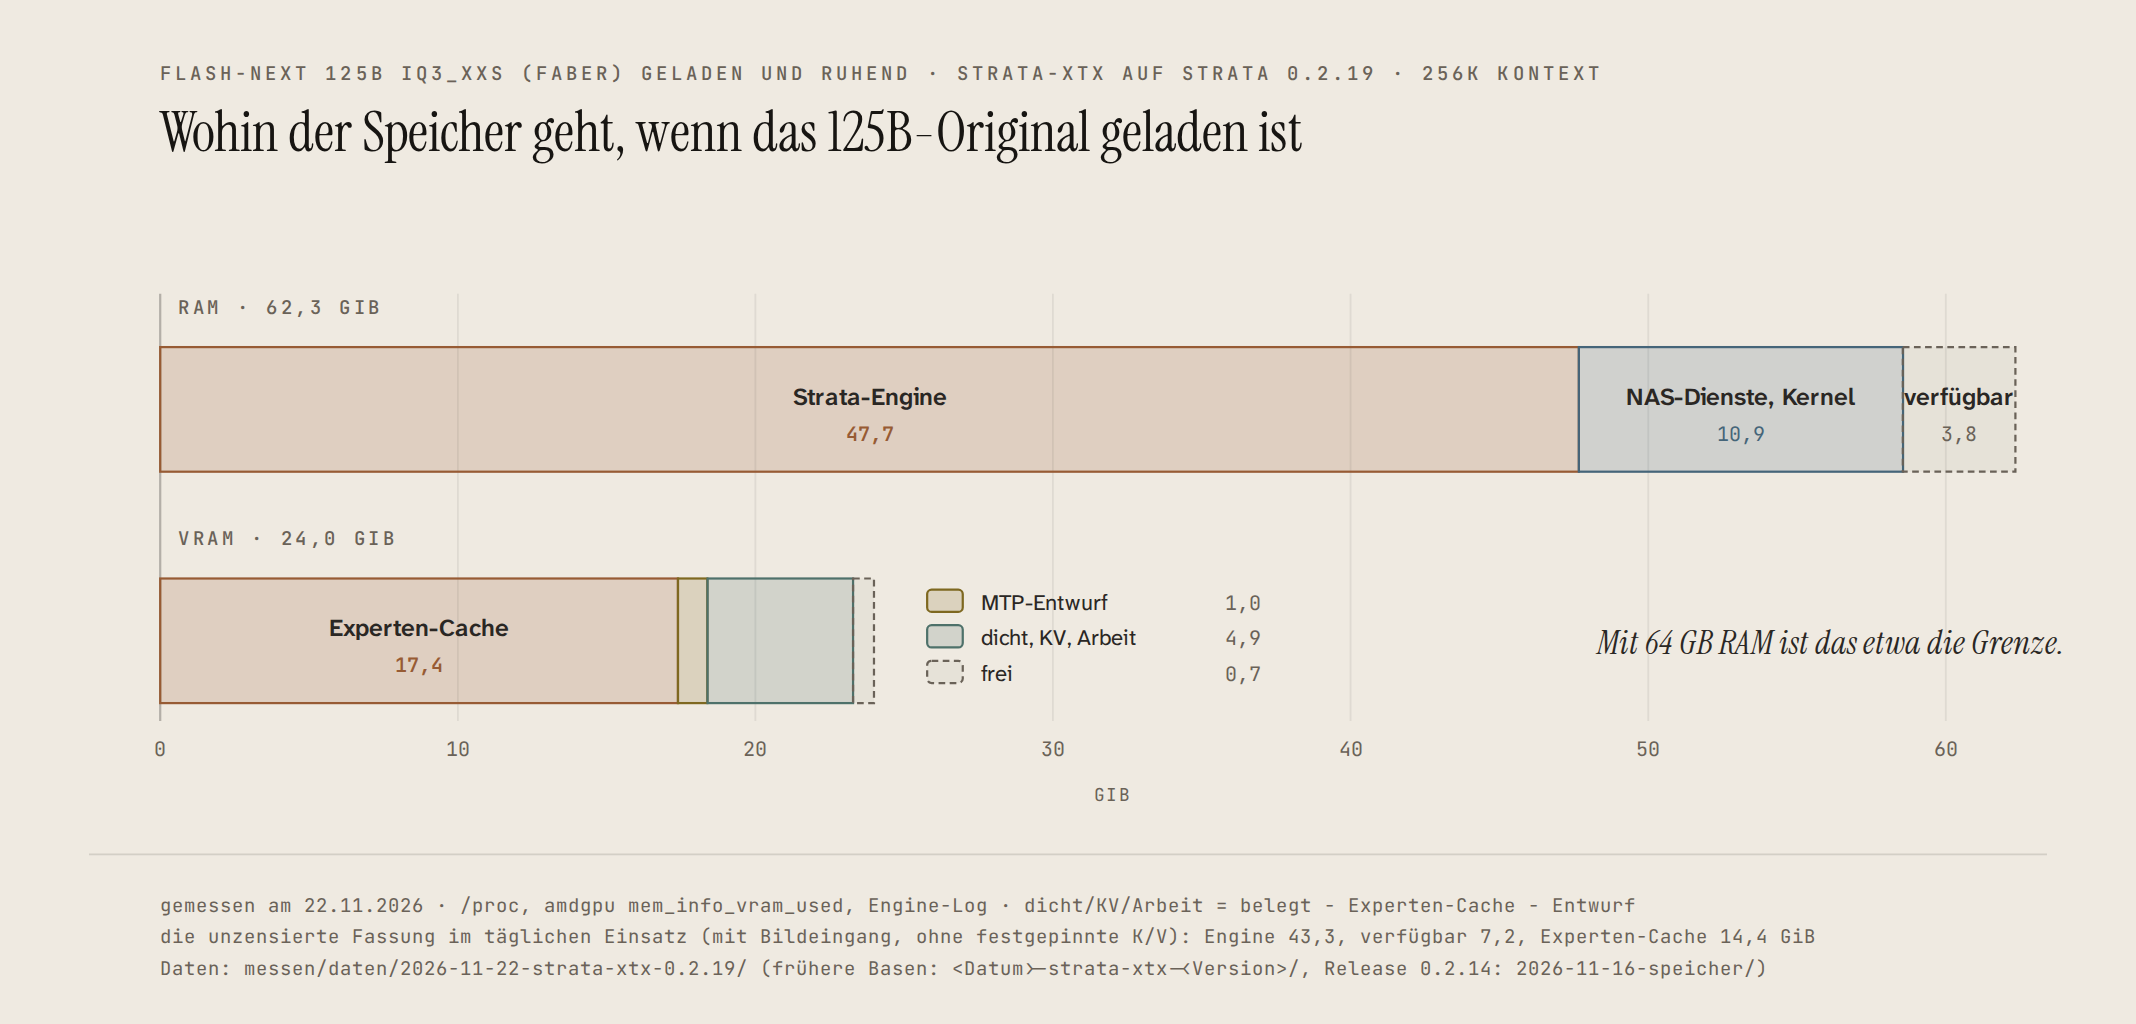 FLASH-NEXT 125B IQ3_XXS (FABER) GELADEN UND RUHEND · STRATA-XTX AUF STRATA 0.2.19 · 256K KONTEXT
Wohin der Speicher geht, wenn das 125B-Original geladen ist
RAM · 62,3 GIB
Strata-Engine
47,7
NAS-Dienste, Kernel
10,9
verfügbar
3,8
VRAM · 24,0 GIB
Experten-Cache
17,4
MTP-Entwurf 1,0
dicht, KV, Arbeit 4,9
frei 0,7
Mit 64 GB RAM ist das etwa die Grenze.
0 10 20 30 40 50 60
GIB
gemessen am 22.11.2026 · /proc, amdgpu mem_info_vram_used, Engine-Log · dicht/KV/Arbeit = belegt - Experten-Cache - Entwurf
die unzensierte Fassung im täglichen Einsatz (mit Bildeingang, ohne festgepinnte K/V): Engine 43,3, verfügbar 7,2, Experten-Cache 14,4 GiB
Daten: messen/daten/2026-11-22-strata-xtx-0.2.19/ (frühere Basen: <Datum>-strata-xtx-<Version>/, Release 0.2.14: 2026-11-16-speicher/)